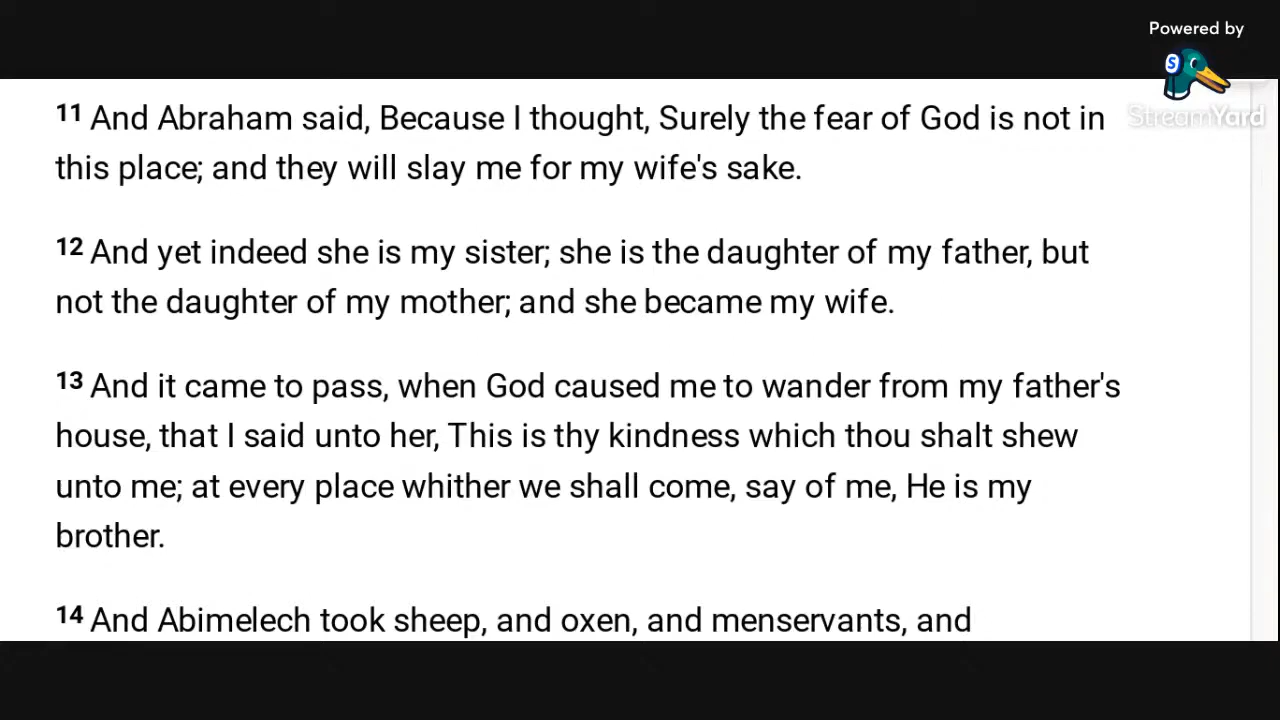 Powered by
S
StreamYard
11 And Abraham said, Because I thought, Surely the fear of God is not in
this place; and they will slay me for my wife's sake.
12 And yet indeed she is my sister; she is the daughter of my father, but
not the daughter of my mother; and she became my wife.
13 And it came to pass, when God caused me to wander from my father's
house, that I said unto her, This is thy kindness which thou shalt shew
unto me; at every place whither we shall come, say of me, He is my
brother.
14 And Abimelech took sheep, and oxen, and menservants, and